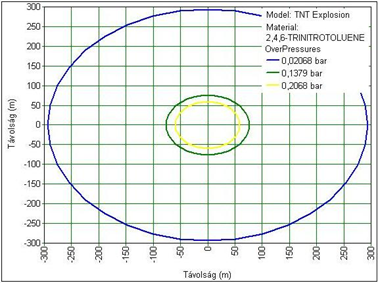 Model: TNT Explosion
Material:
2,4,6-TRINITROTOLUENE
OverPressures
0,02068 bar
0,1379 bar
0,2068 bar
Távolság (m)
300
250
200
150
100
50
0
-50
-100
-150
-200
-250
-300
-300
-250
-200
-150
-100
-50
0
50
100
150
200
250
300
Távolság (m)